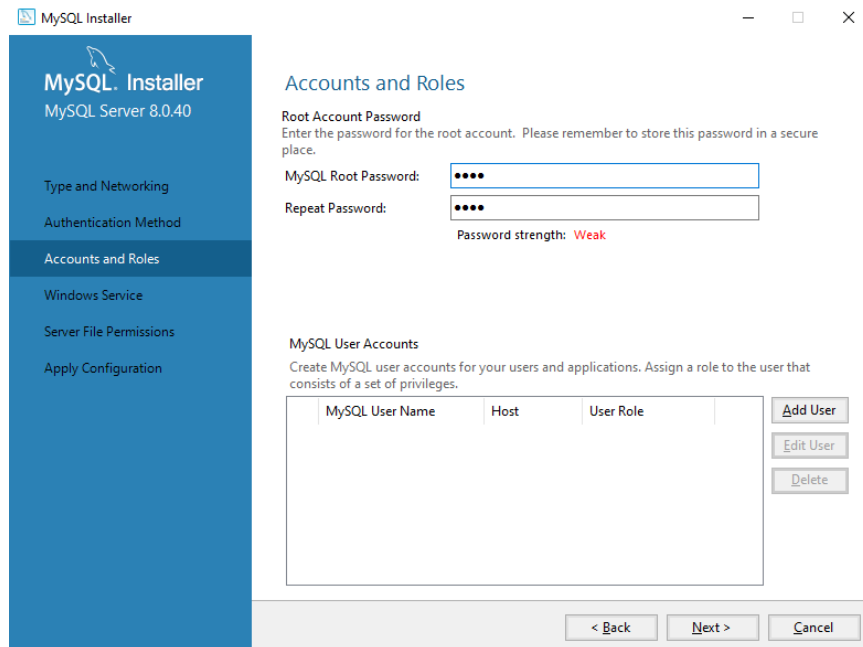 MySQL Installer
MySQL. Installer
MySQL Server 8.0.40
Type and Networking
Authentication Method
Accounts and Roles
Windows Service
Server File Permissions
Apply Configuration
Accounts and Roles
Root Account Password
Enter the password for the root account. Please remember to store this password in a secure
place.
MySQL Root Password: ●●●●
Repeat Password: ●●●●
Password strength: Weak
MySQL User Accounts
Create MySQL user accounts for your users and applications. Assign a role to the user that
consists of a set of privileges.
MySQL User Name Host User Role
Add User
Edit User
Delete
< Back Next > Cancel